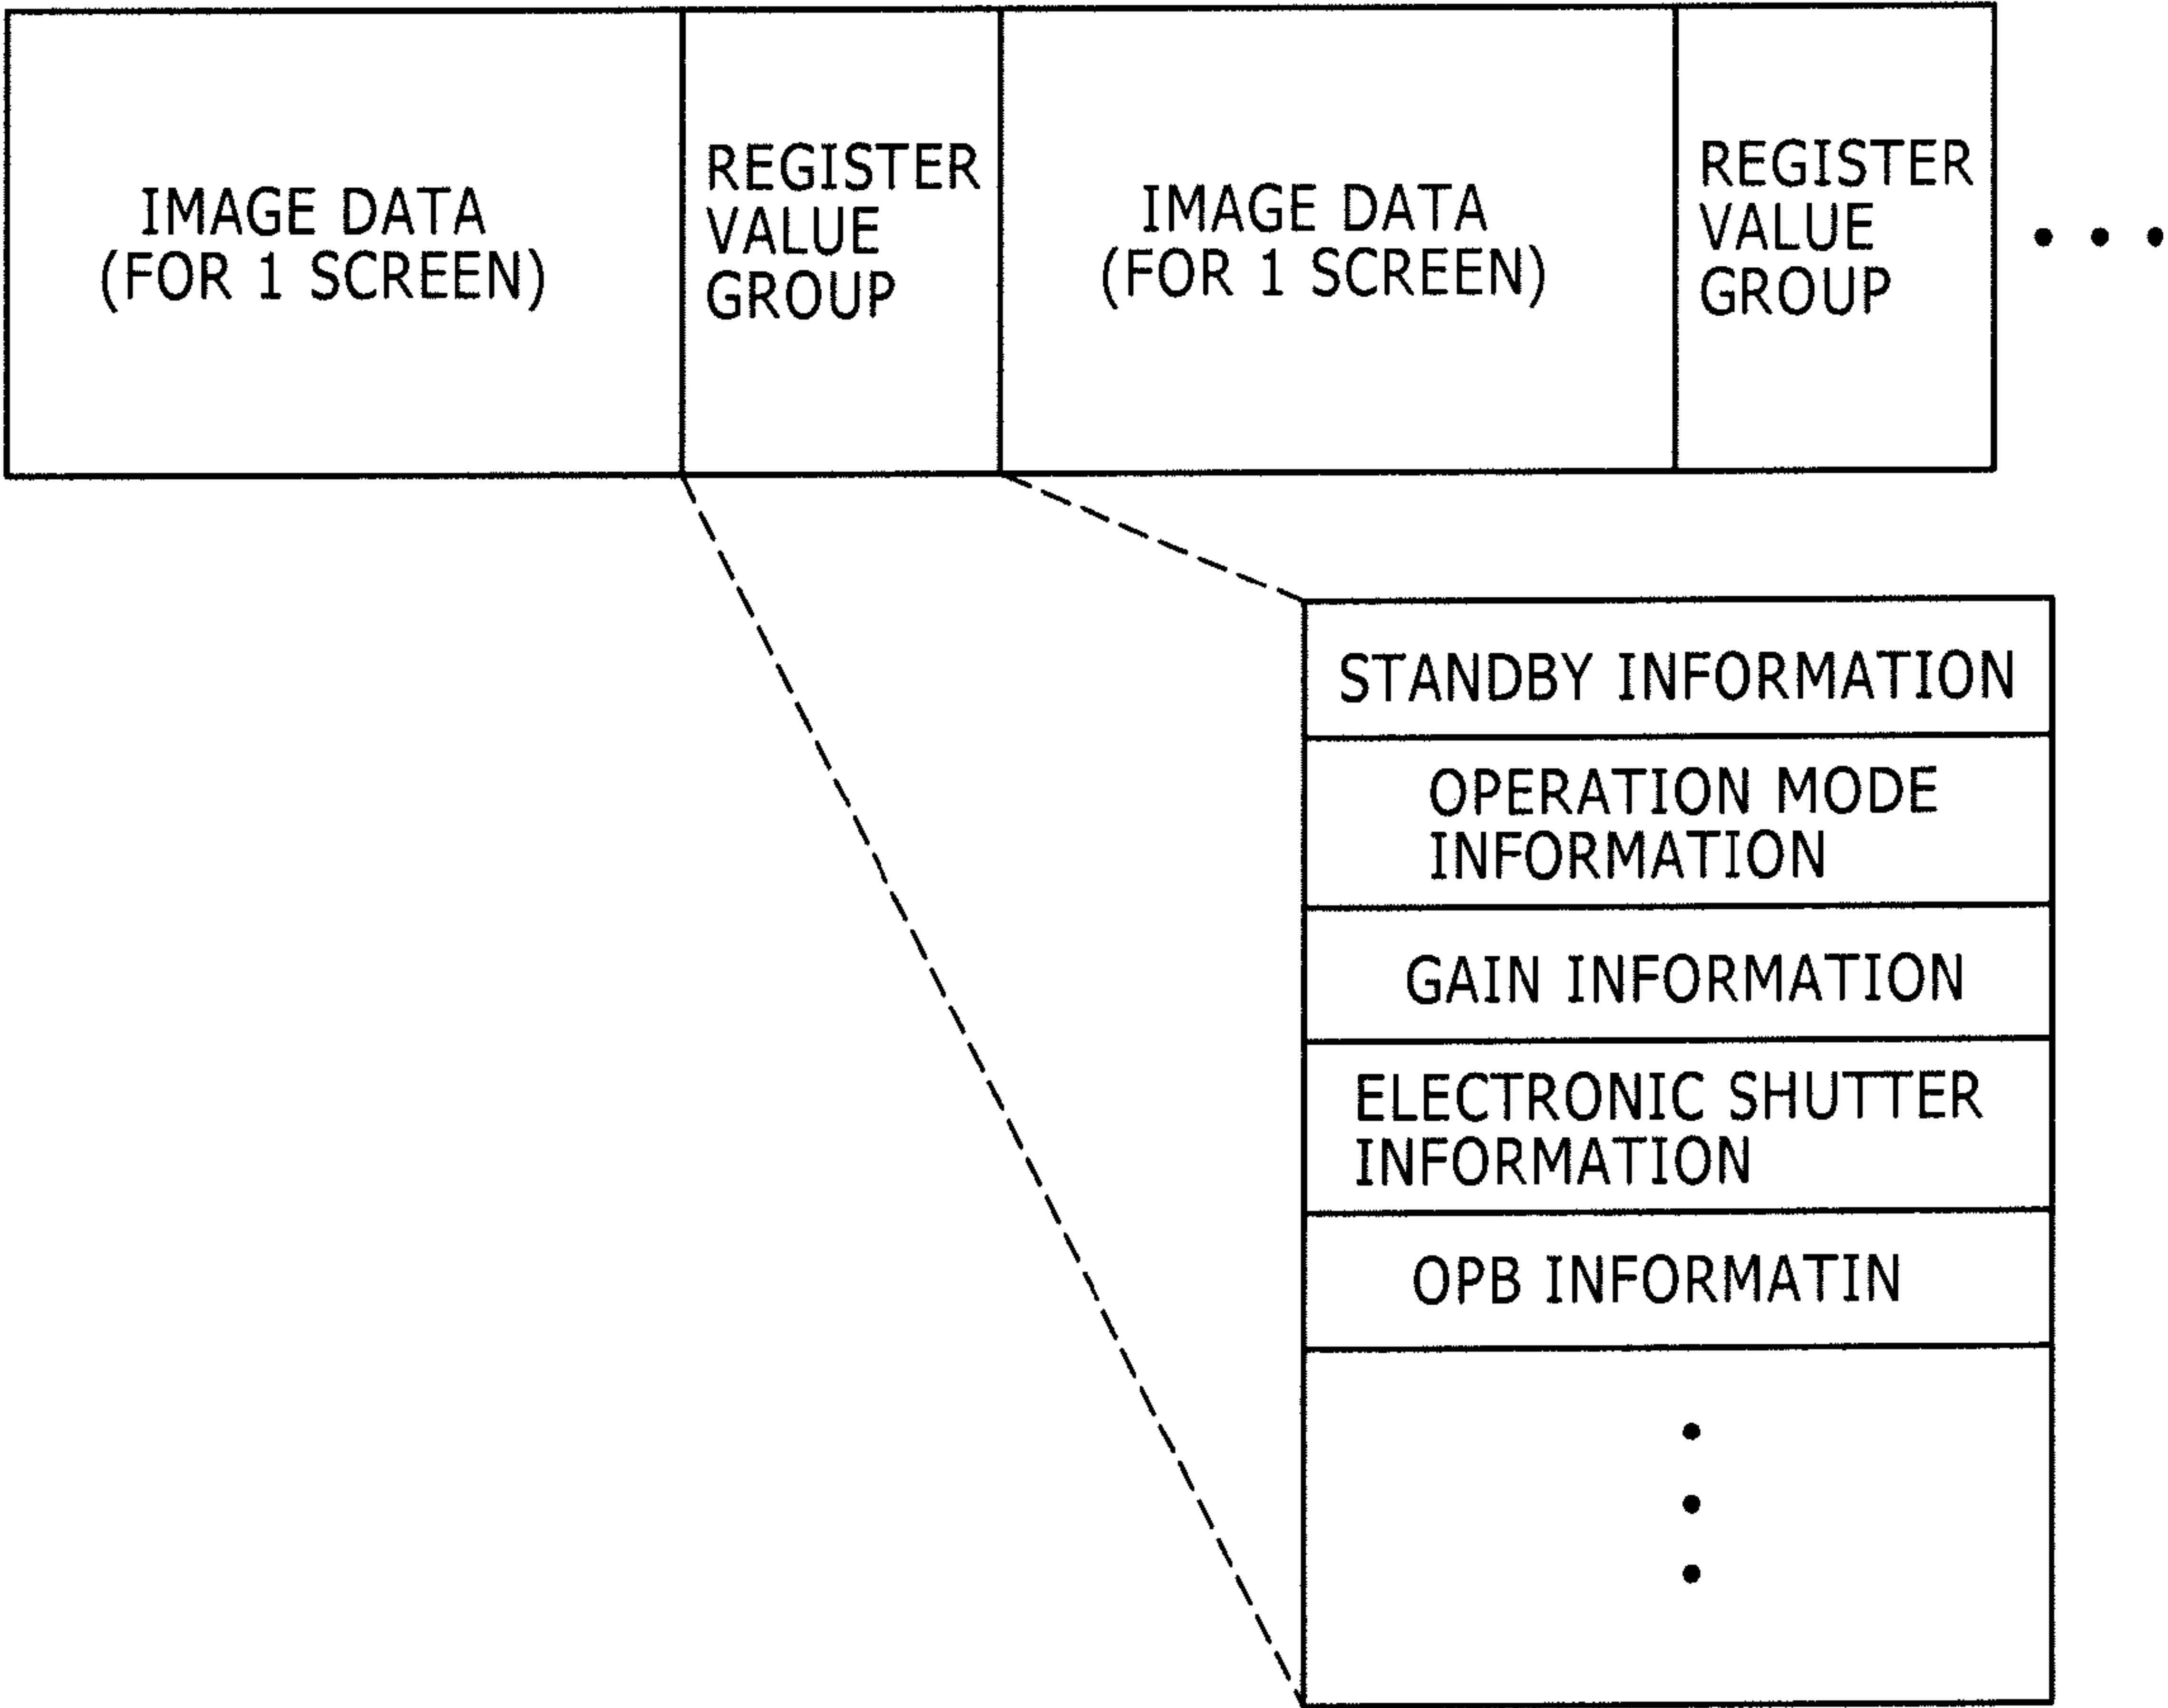 IMAGE DATA
(FOR 1 SCREEN)
REGISTER
VALUE
GROUP
IMAGE DATA
(FOR 1 SCREEN)
REGISTER
VALUE
GROUP
• • •
STANDBY INFORMATION
OPERATION MODE
INFORMATION
GAIN INFORMATION
ELECTRONIC SHUTTER
INFORMATION
OPB INFORMATIN